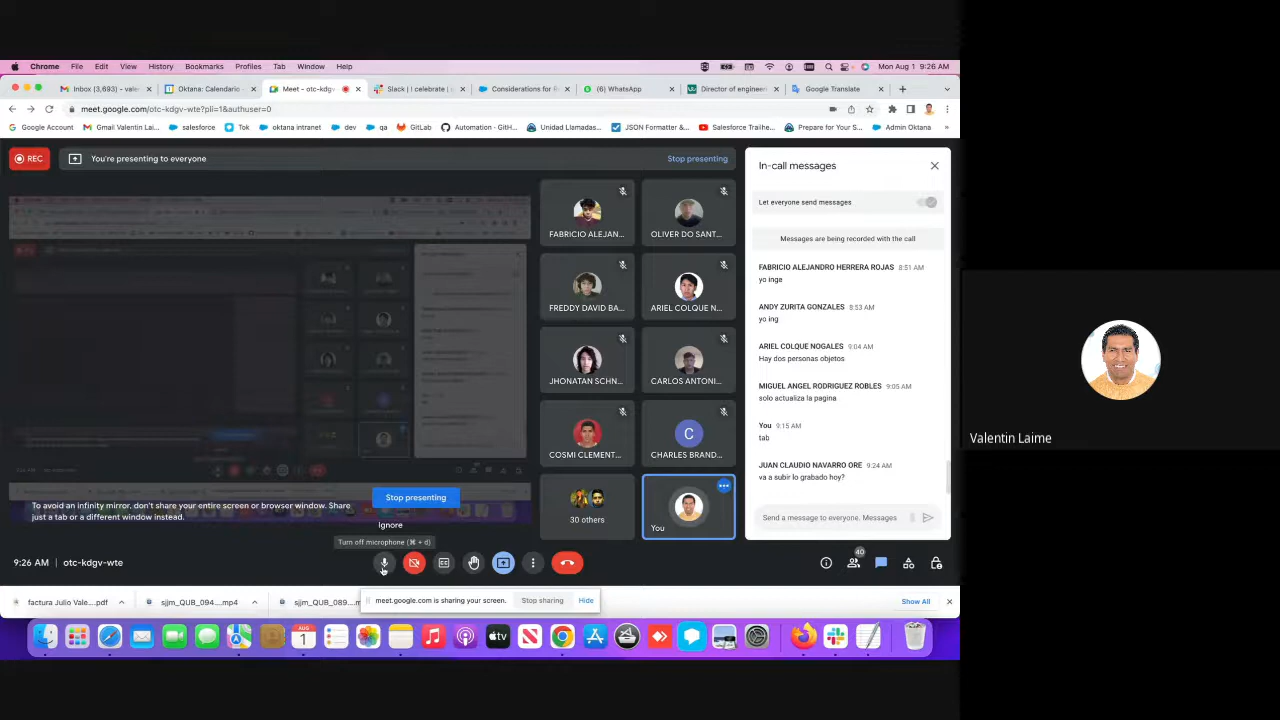 Chrome File Edit View History Bookmarks Profiles Tab Window Help
Mon Aug 1 9:26 AM
Inbox (3,693) - vale
Oktana: Calendario
Meet - otc-kdgv-wte
Slack | I celebrate
Considerations for R
(6) WhatsApp
Director of engineer
Google Translate
meet.google.com/otc-kdgv-wte?pli=1&authuser=0
Google Account
Gmail Valentin Lai...
salesforce
Tok
oktana intranet
dev
qa
GitLab
Automation - GitH...
Unidad Llamadas...
JSON Formatter &...
Salesforce Trailhe...
Prepare for Your S...
Admin Oktana
»
REC
You're presenting to everyone
Stop presenting
FABRICIO ALEJAN...
OLIVER DO SANT...
FREDDY DAVID BA...
ARIEL COLQUE N...
JHONATAN SCHN...
CARLOS ANTONI...
COSMI CLEMENT...
C
CHARLES BRAND...
30 others
You
In-call messages
Let everyone send messages
Messages are being recorded with the call
FABRICIO ALEJANDRO HERRERA ROJAS 8:51 AM
yo inge
ANDY ZURITA GONZALES 8:53 AM
yo ing
ARIEL COLQUE NOGALES 9:04 AM
Hay dos personas objetos
MIGUEL ANGEL RODRIGUEZ ROBLES 9:05 AM
solo actualiza la pagina
You 9:15 AM
tab
JUAN CLAUDIO NAVARRO ORE 9:24 AM
va a subir lo grabado hoy?
Send a message to everyone. Messages
To avoid an infinity mirror, don't share your entire screen or browser window. Share
just a tab or a different window instead.
Stop presenting
Ignore
Turn off microphone (⌘ + d)
9:26 AM | otc-kdgv-wte
40
factura Julio Vale....pdf
sjjm_QUB_094....mp4
sjjm_QUB_089....m
meet.google.com is sharing your screen.
Stop sharing
Hide
Show All
AUG
1
tv
Valentin Laime